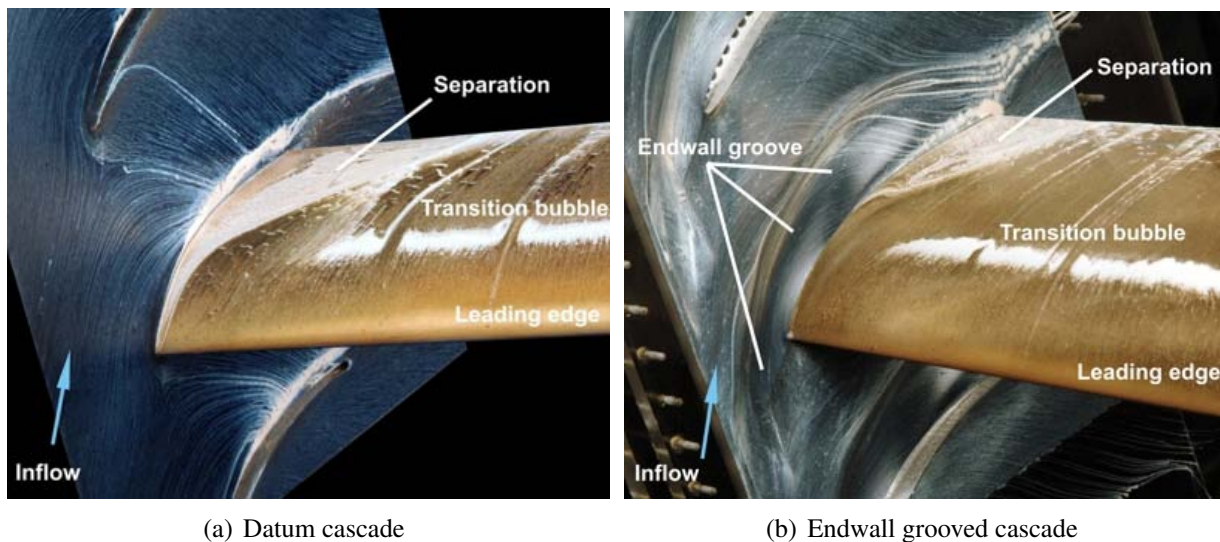 Separation
Transition bubble
Leading edge
Inflow
Separation
Endwall groove
Transition bubble
Leading edge
Inflow
(a) Datum cascade
(b) Endwall grooved cascade